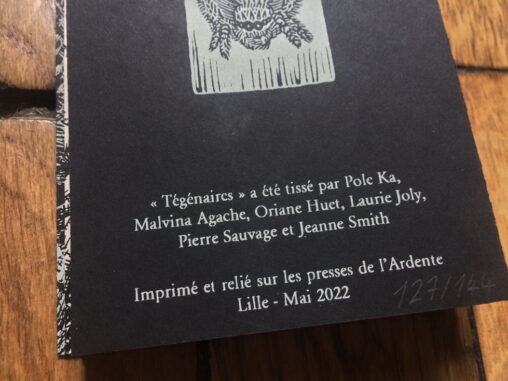 « Tégénaires » a été tissé par Pole Ka,
Malvina Agache, Oriane Huet, Laurie Joly,
Pierre Sauvage et Jeanne Smith
Imprimé et relié sur les presses de l'Ardente
Lille - Mai 2022
127/144